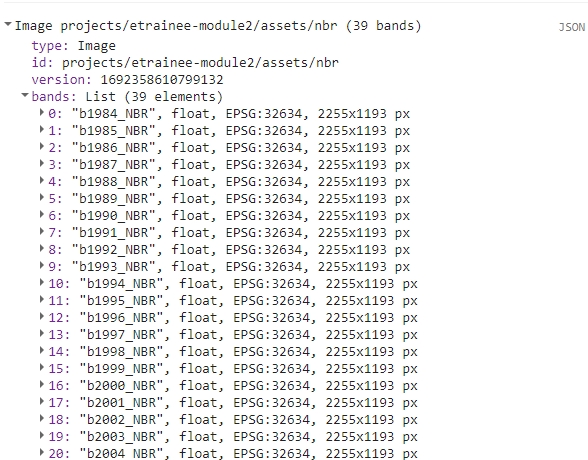 Image projects/etrainee-module2/assets/nbr (39 bands) JSON
type: Image
id: projects/etrainee-module2/assets/nbr
version: 1692358610799132
bands: List (39 elements)
0: "b1984_NBR", float, EPSG:32634, 2255x1193 px
1: "b1985_NBR", float, EPSG:32634, 2255x1193 px
2: "b1986_NBR", float, EPSG:32634, 2255x1193 px
3: "b1987_NBR", float, EPSG:32634, 2255x1193 px
4: "b1988_NBR", float, EPSG:32634, 2255x1193 px
5: "b1989_NBR", float, EPSG:32634, 2255x1193 px
6: "b1990_NBR", float, EPSG:32634, 2255x1193 px
7: "b1991_NBR", float, EPSG:32634, 2255x1193 px
8: "b1992_NBR", float, EPSG:32634, 2255x1193 px
9: "b1993_NBR", float, EPSG:32634, 2255x1193 px
10: "b1994_NBR", float, EPSG:32634, 2255x1193 px
11: "b1995_NBR", float, EPSG:32634, 2255x1193 px
12: "b1996_NBR", float, EPSG:32634, 2255x1193 px
13: "b1997_NBR", float, EPSG:32634, 2255x1193 px
14: "b1998_NBR", float, EPSG:32634, 2255x1193 px
15: "b1999_NBR", float, EPSG:32634, 2255x1193 px
16: "b2000_NBR", float, EPSG:32634, 2255x1193 px
17: "b2001_NBR", float, EPSG:32634, 2255x1193 px
18: "b2002_NBR", float, EPSG:32634, 2255x1193 px
19: "b2003_NBR", float, EPSG:32634, 2255x1193 px
20: "b2004 NBR", float, EPSG:32634, 2255x1193 px